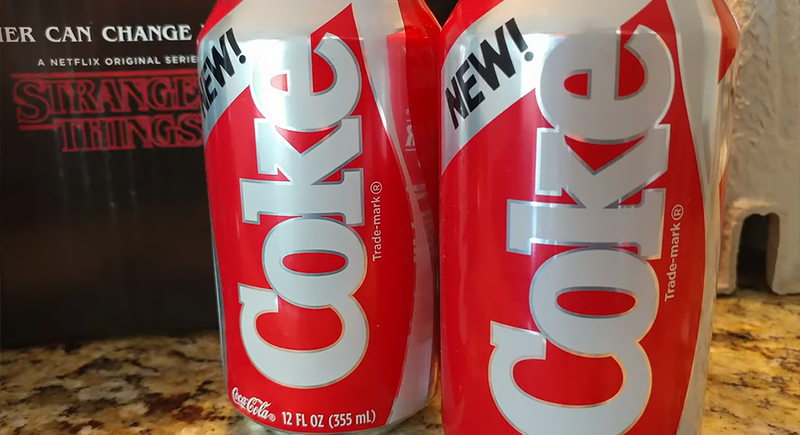 CAN CHANGE
A NETFLIX ORIGINAL SERIES
STRANGER
THINGS
NEW!
Coke
Trade-mark ®
Coca-Cola®
12 FL OZ (355 mL)
NEW!
Coke
Trade-mark ®